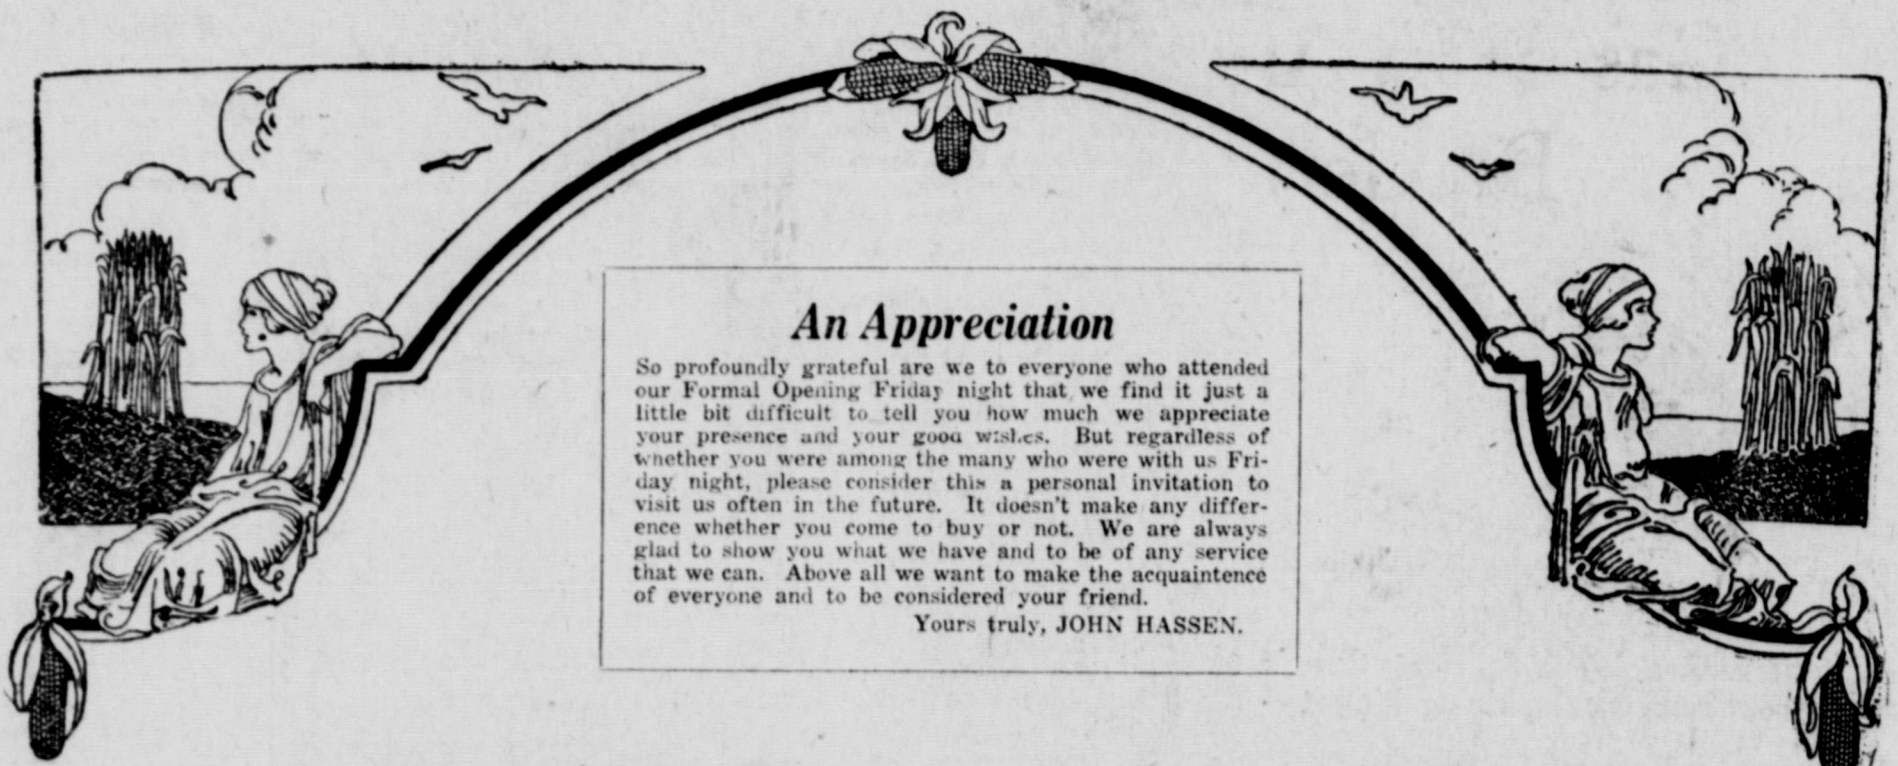 An Appreciation
So profoundly grateful are we to everyone who attended
our Formal Opening Friday night that we find it just a
little bit difficult to tell you how much we appreciate
your presence and your good wishes. But regardless of
whether you were among the many who were with us Fri-
day night, please consider this a personal invitation to
visit us often in the future. It doesn't make any differ-
ence whether you come to buy or not. We are always
glad to show you what we have and to be of any service
that we can. Above all we want to make the acquaintence
of everyone and to be considered your friend.
Yours truly, JOHN HASSEN.